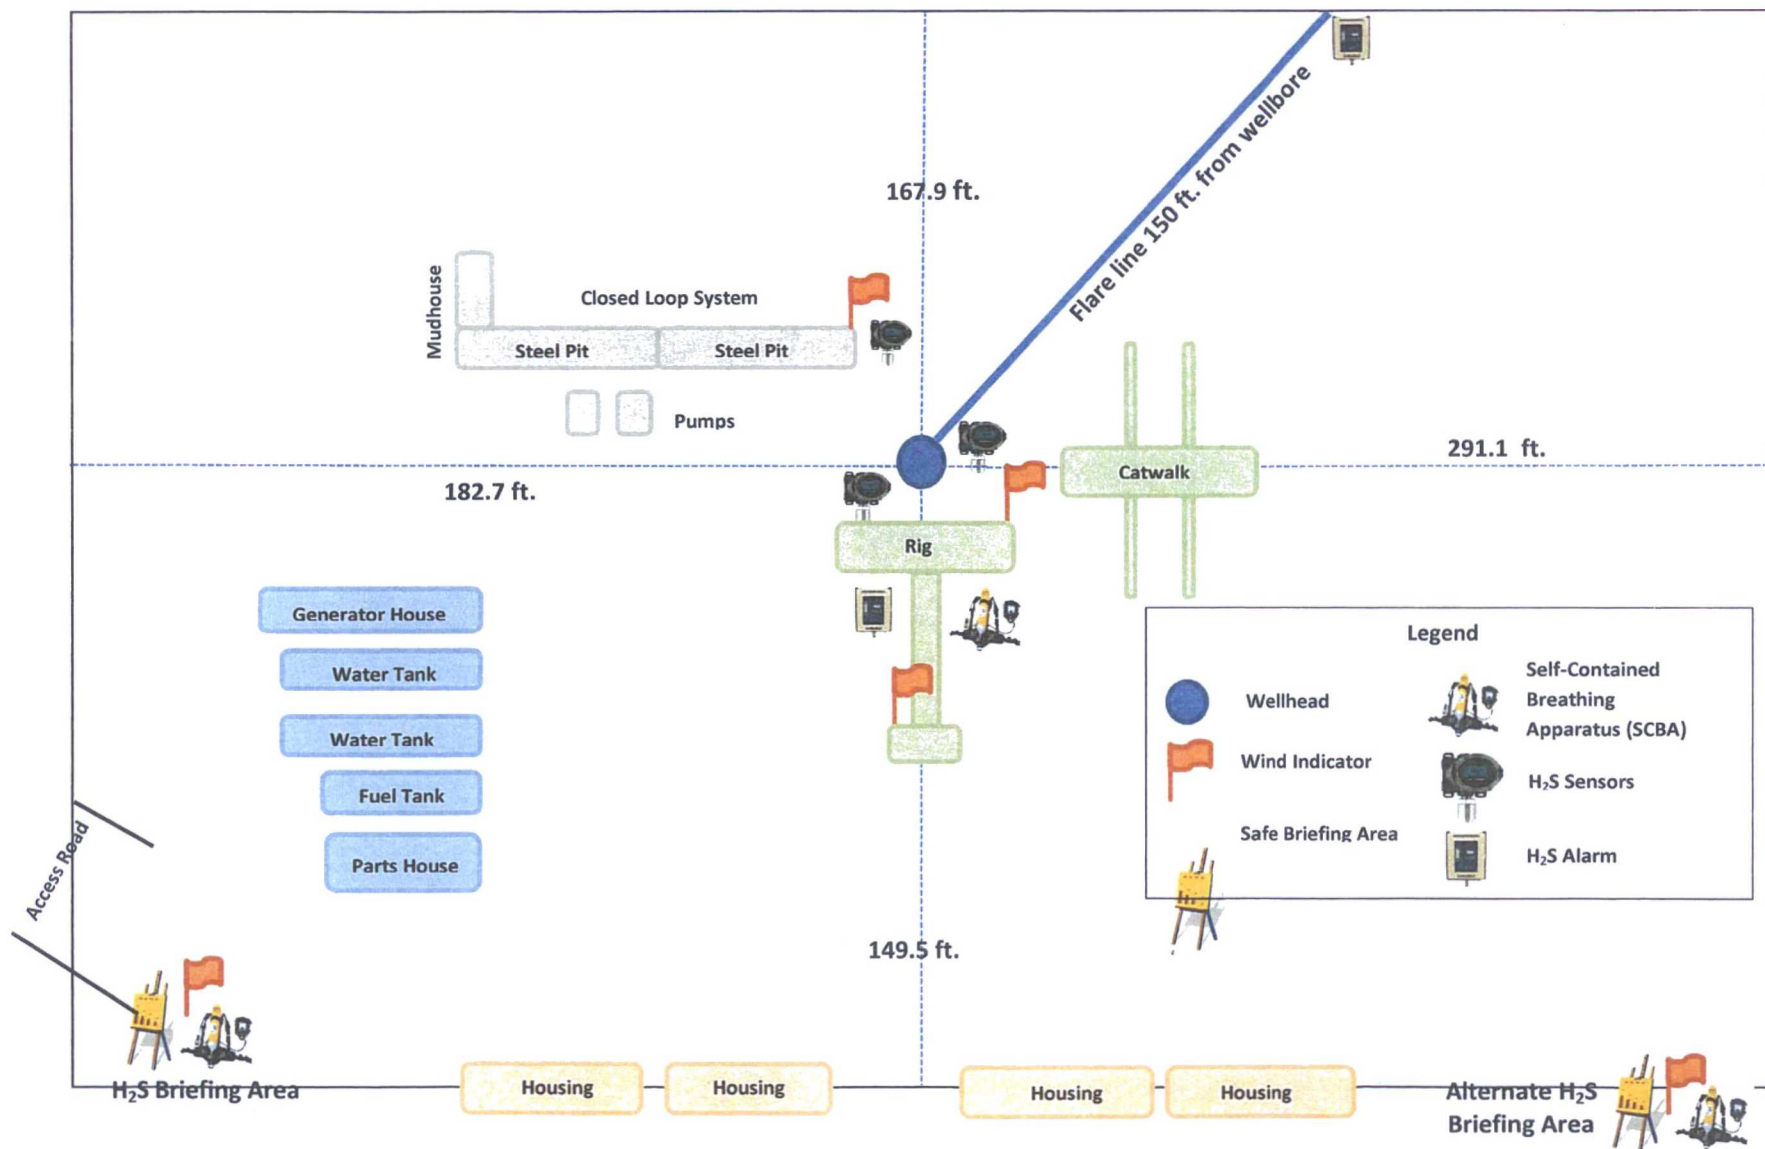 167.9 ft.
Flare line 150 ft. from wellbore
Mudhouse
Closed Loop System
Steel Pit
Steel Pit
Pumps
291.1 ft.
182.7 ft.
Catwalk
Rig
Generator House
Water Tank
Water Tank
Fuel Tank
Parts House
Access Road
149.5 ft.
Legend
Wellhead
Wind Indicator
Safe Briefing Area
Self-Contained
Breathing
Apparatus (SCBA)
H₂S Sensors
H₂S Alarm
H₂S Briefing Area
Housing
Housing
Housing
Housing
Alternate H₂S
Briefing Area